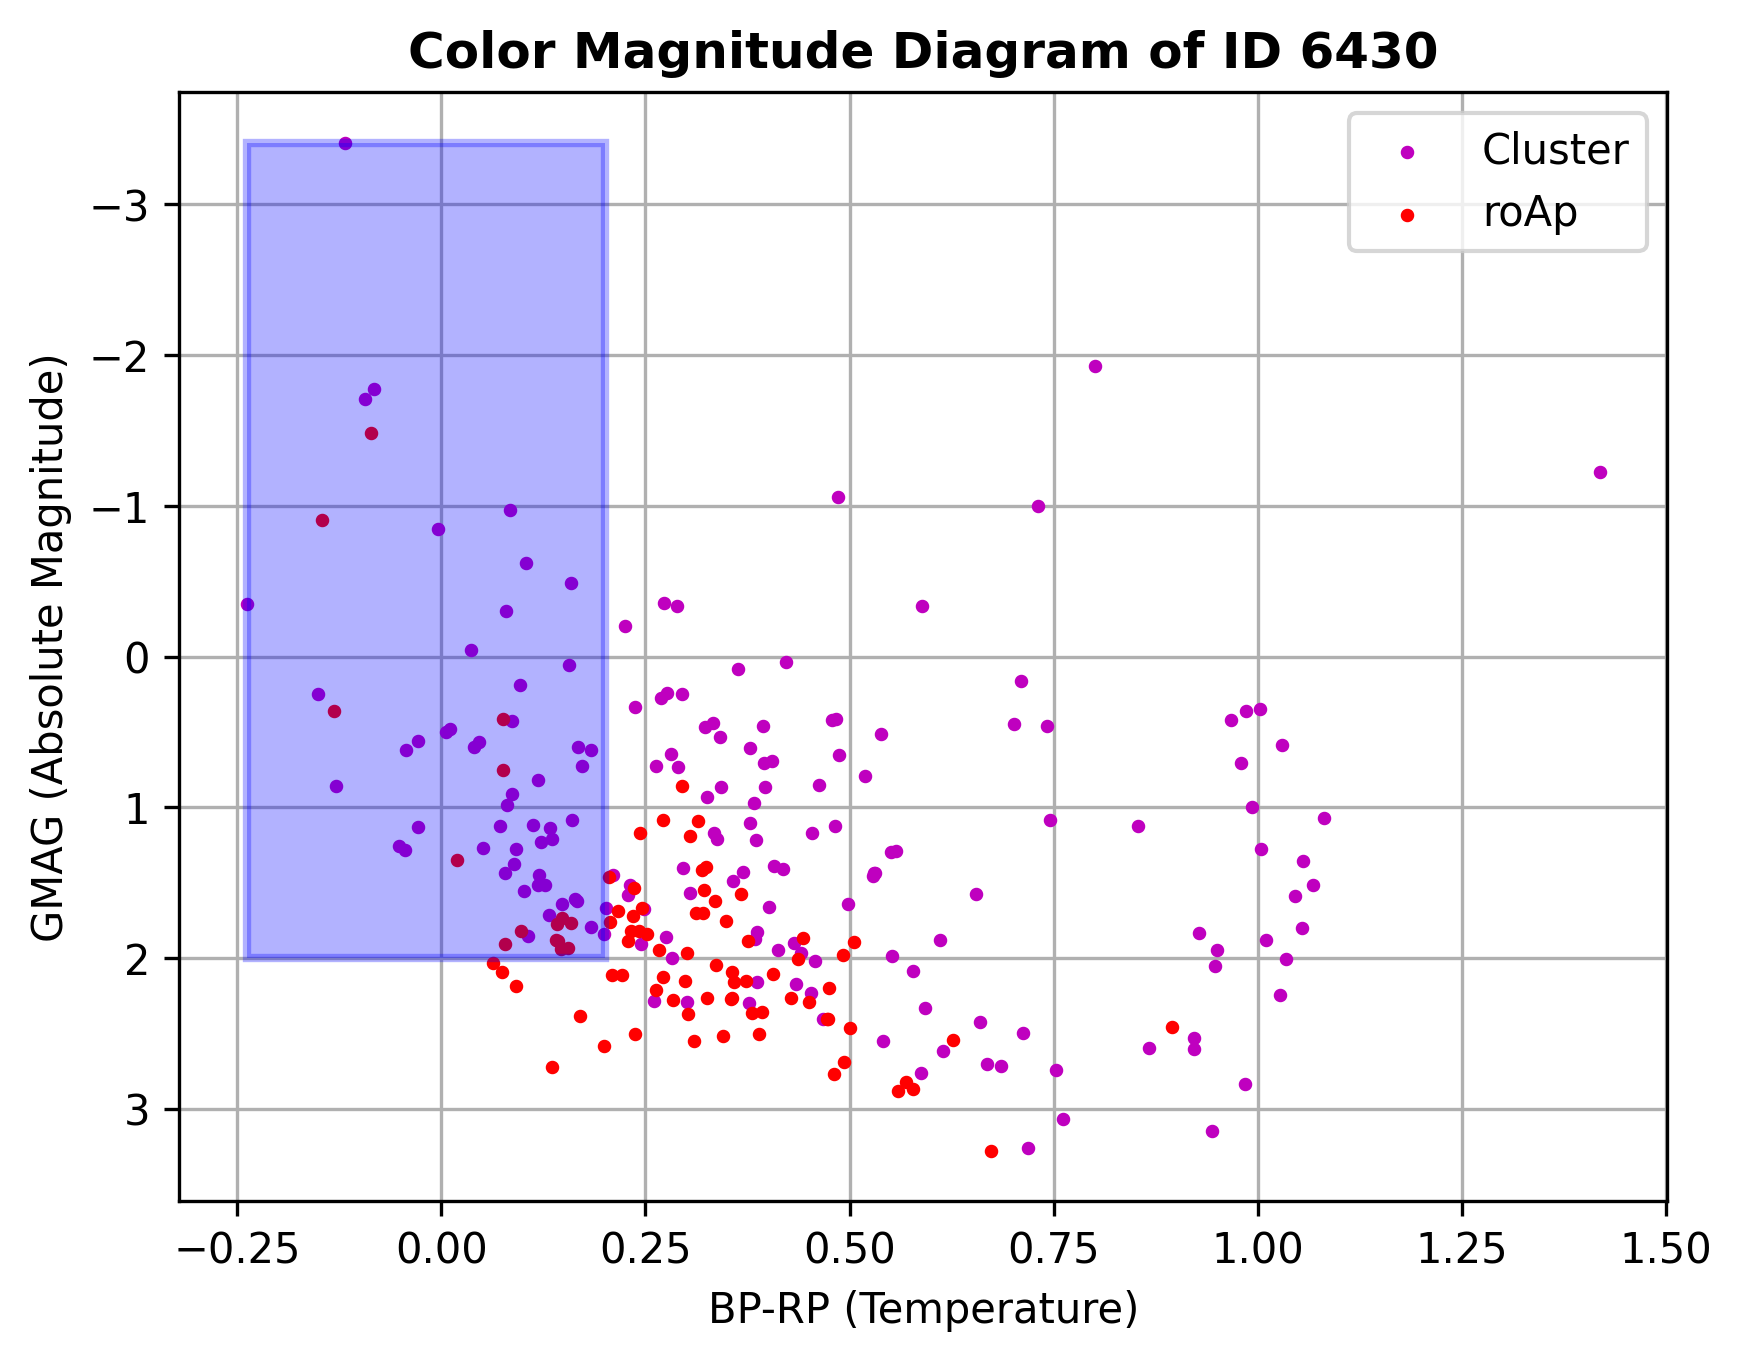 Color Magnitude Diagram of ID 6430
Cluster
roAp
−3
−2
−1
0
1
2
3
GMAG (Absolute Magnitude)
−0.25 0.00 0.25 0.50 0.75 1.00 1.25 1.50
BP-RP (Temperature)